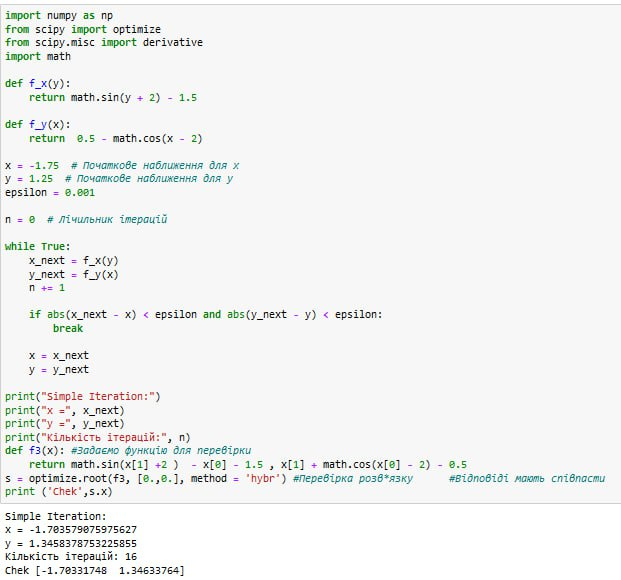 import numpy as np
from scipy import optimize
from scipy.misc import derivative
import math

def f_x(y):
    return math.sin(y + 2) - 1.5

def f_y(x):
    return  0.5 - math.cos(x - 2)

x = -1.75  # Початкове наближення для x
y = 1.25  # Початкове наближення для y
epsilon = 0.001

n = 0  # Лічильник ітерацій

while True:
    x_next = f_x(y)
    y_next = f_y(x)
    n += 1

    if abs(x_next - x) < epsilon and abs(y_next - y) < epsilon:
        break

    x = x_next
    y = y_next

print("Simple Iteration:")
print("x =", x_next)
print("y =", y_next)
print("Кількість ітерацій:", n)
def f3(x): #Задаємо функцію для перевірки
    return math.sin(x[1] +2 )  - x[0] - 1.5 , x[1] + math.cos(x[0] - 2) - 0.5
s = optimize.root(f3, [0.,0.], method = 'hybr') #Перевірка розв*язку      #Відповіді мають співпасти
print ('Chek',s.x)
Simple Iteration:
x = -1.703579075975627
y = 1.3458378753225855
Кількість ітерацій: 16
Chek [-1.70331748  1.34633764]